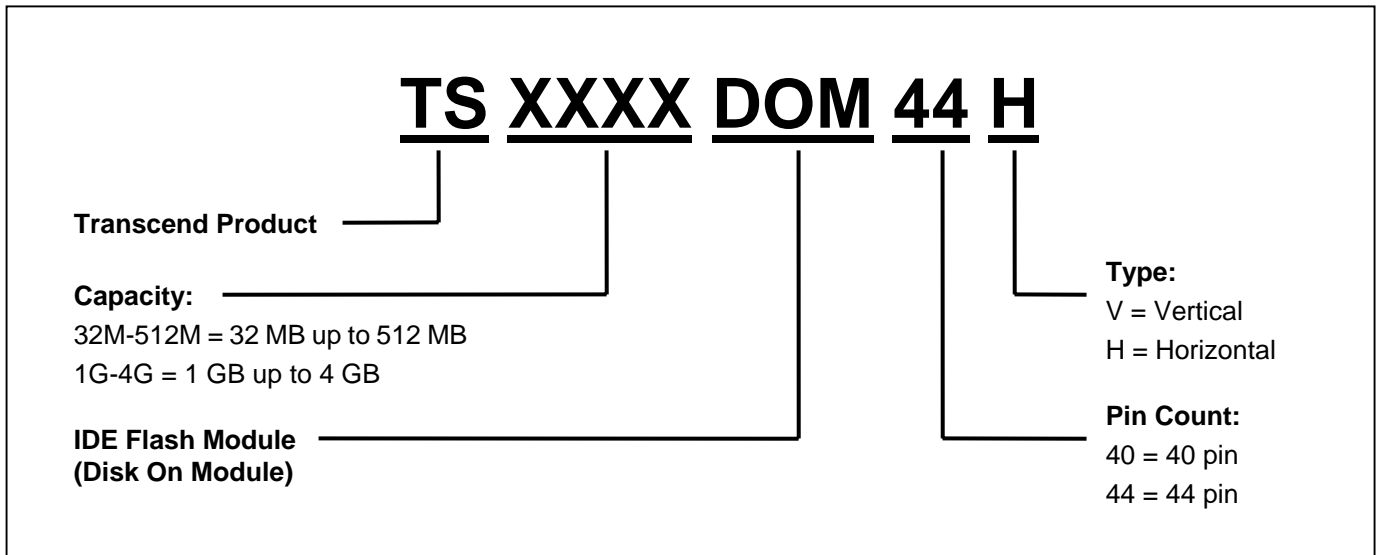 TS XXXX DOM 44 H
Transcend Product
Capacity:
32M-512M = 32 MB up to 512 MB
1G-4G = 1 GB up to 4 GB
IDE Flash Module
(Disk On Module)
Type:
V = Vertical
H = Horizontal
Pin Count:
40 = 40 pin
44 = 44 pin